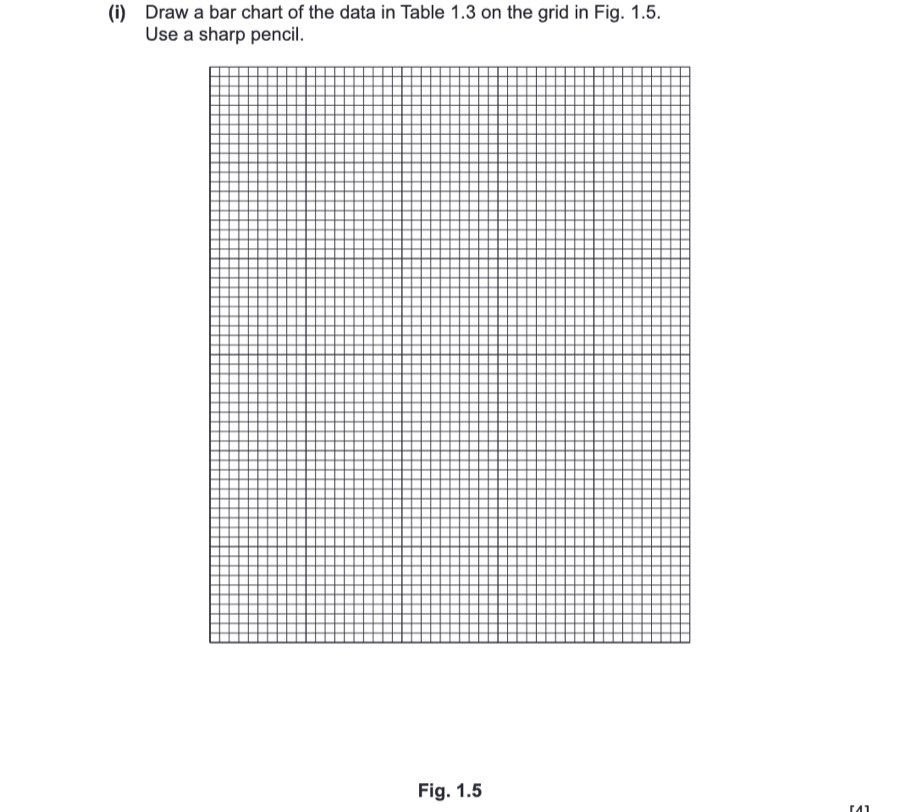 (i) Draw a bar chart of the data in Table 1.3 on the grid in Fig. 1.5.
Use a sharp pencil.
Fig. 1.5